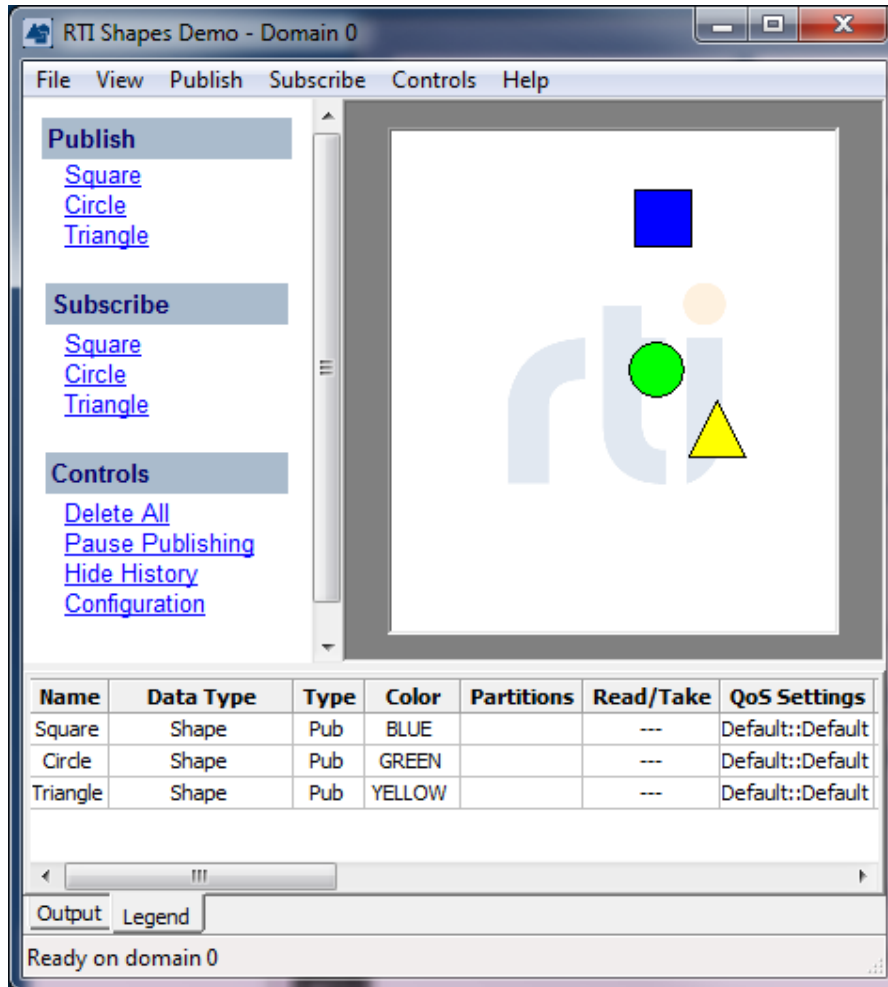 RTI Shapes Demo - Domain 0
File View Publish Subscribe Controls Help
Publish
Square
Circle
Triangle
Subscribe
Square
Circle
Triangle
Controls
Delete All
Pause Publishing
Hide History
Configuration
rti
Name Data Type Type Color Partitions Read/Take QoS Settings
Square Shape Pub BLUE --- Default::Default
Circle Shape Pub GREEN --- Default::Default
Triangle Shape Pub YELLOW --- Default::Default
Output Legend
Ready on domain 0